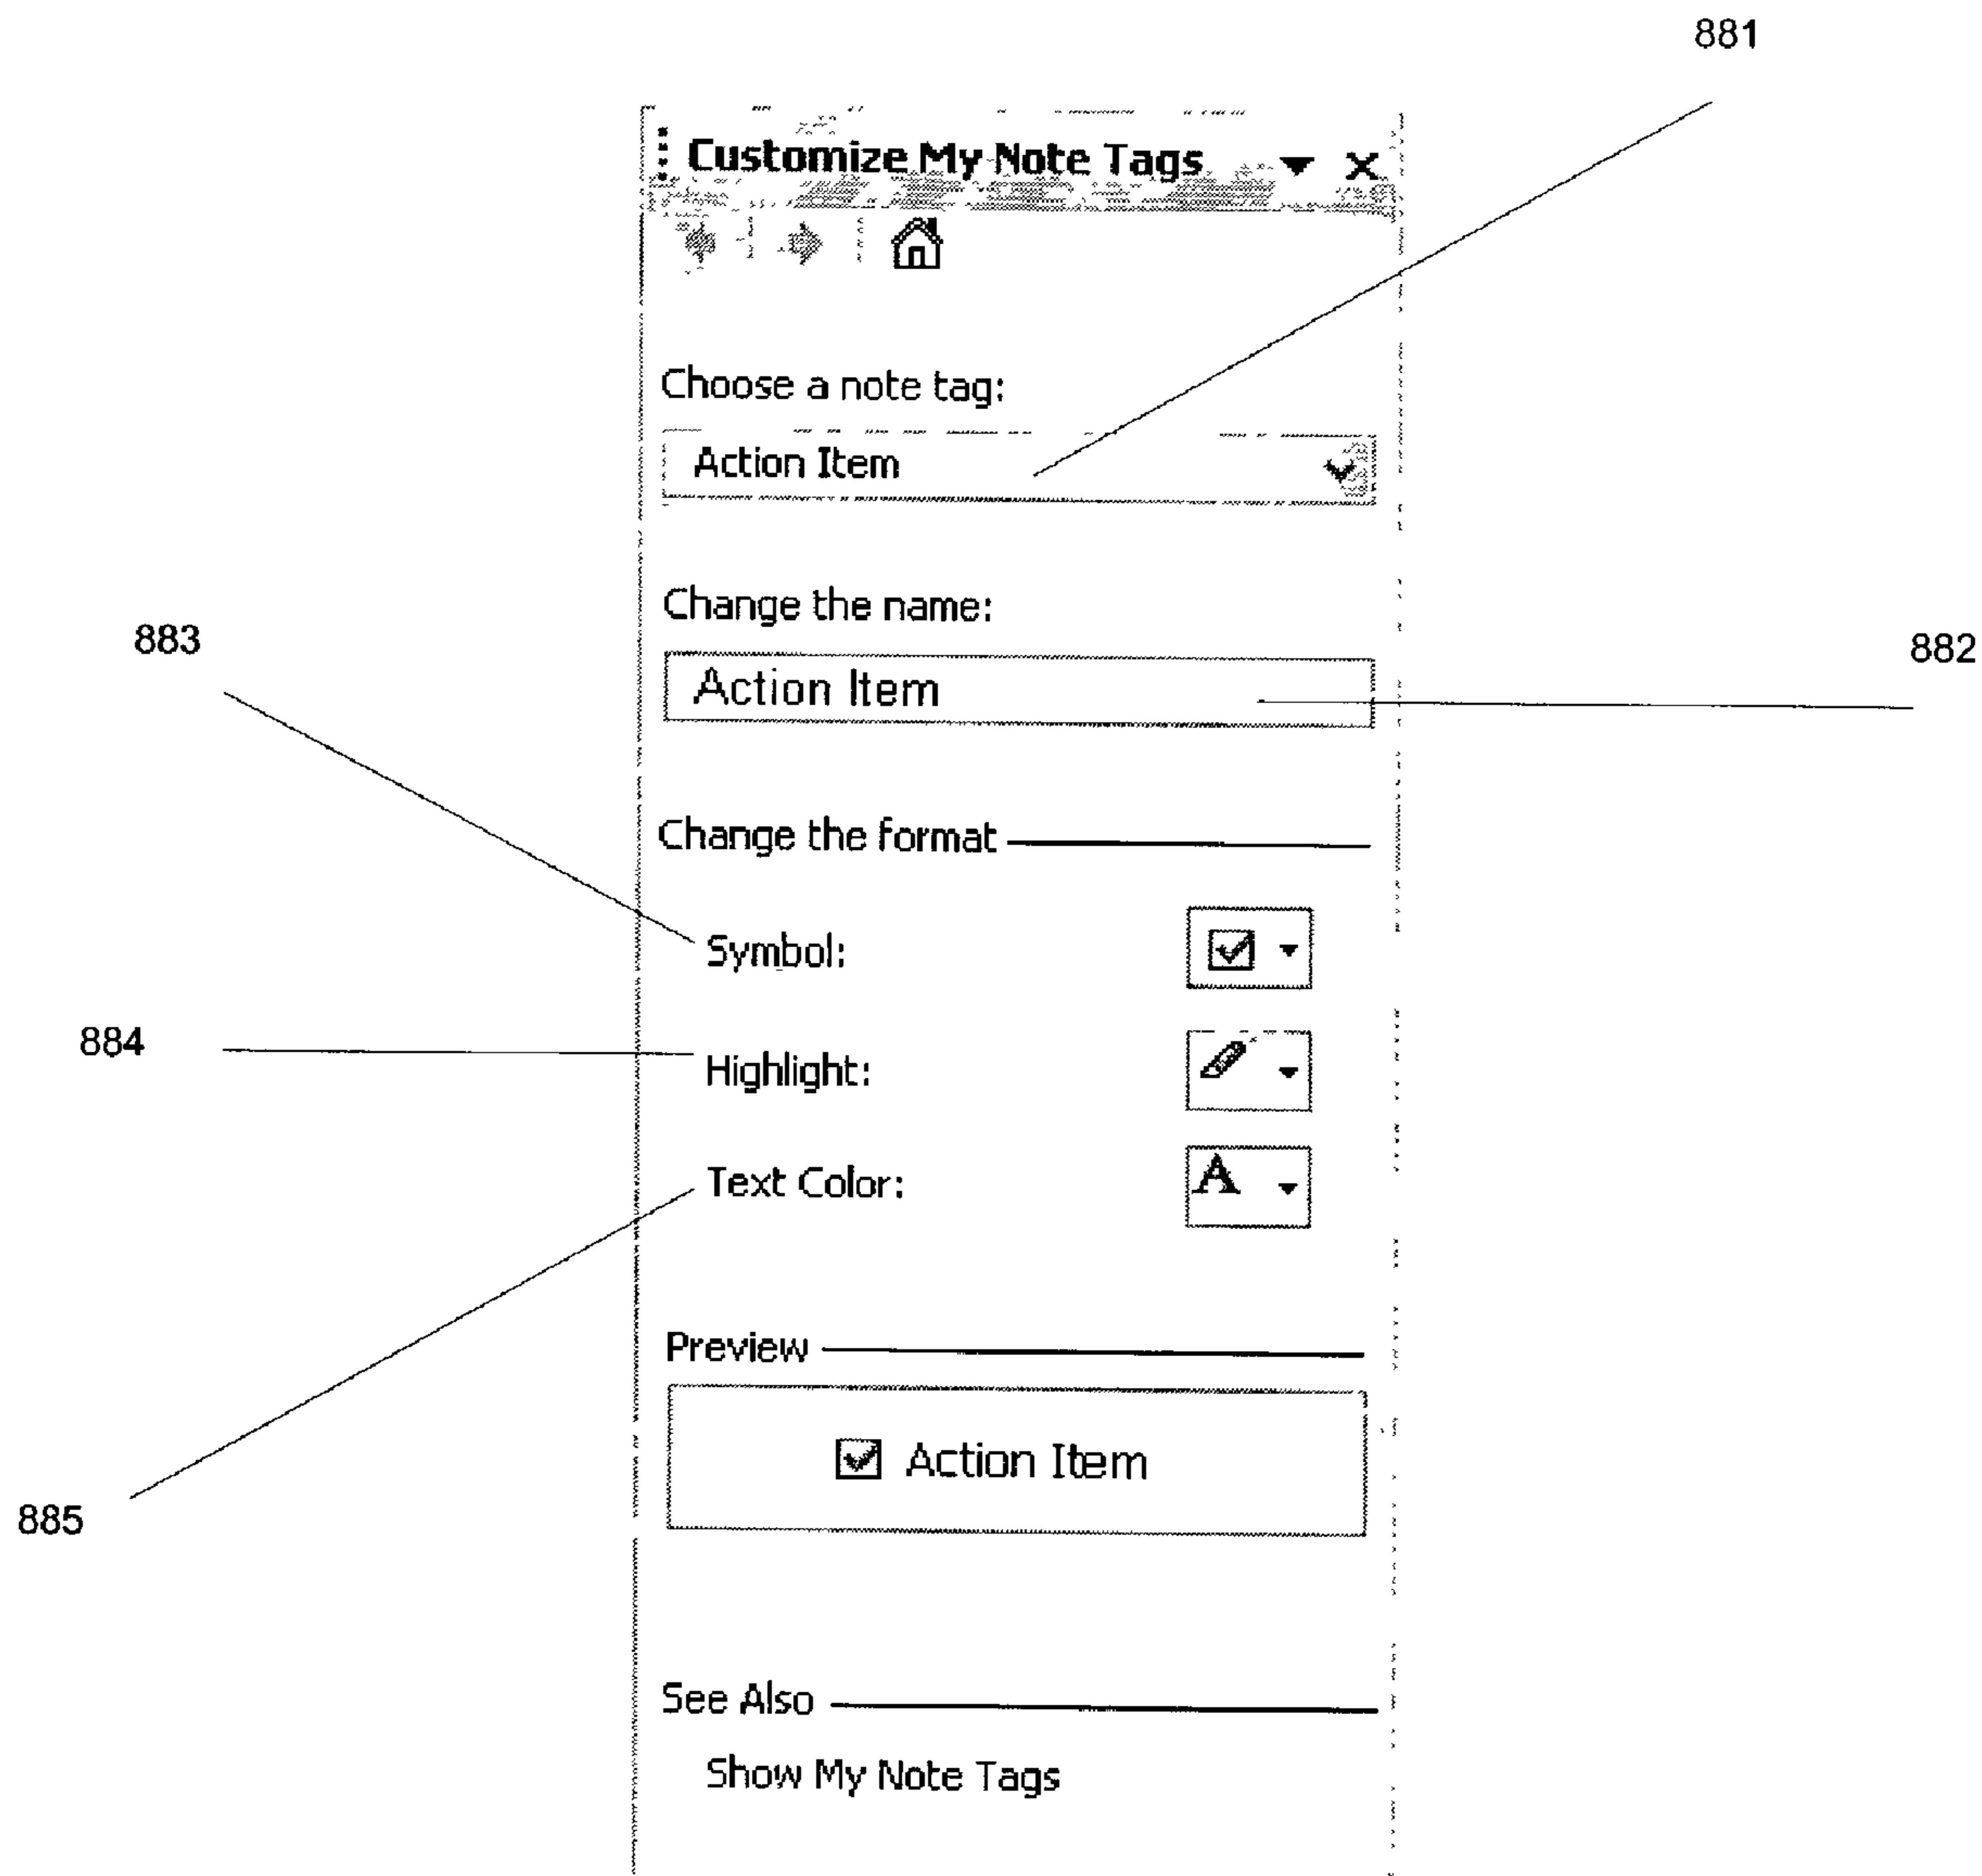 881
Customize My Note Tags
Choose a note tag:
Action Item
Change the name:
883
882
Action Item
Change the format
Symbol:
884
Highlight:
A
Text Color:
Preview
Action Item
885
See Also
Show My Note Tags